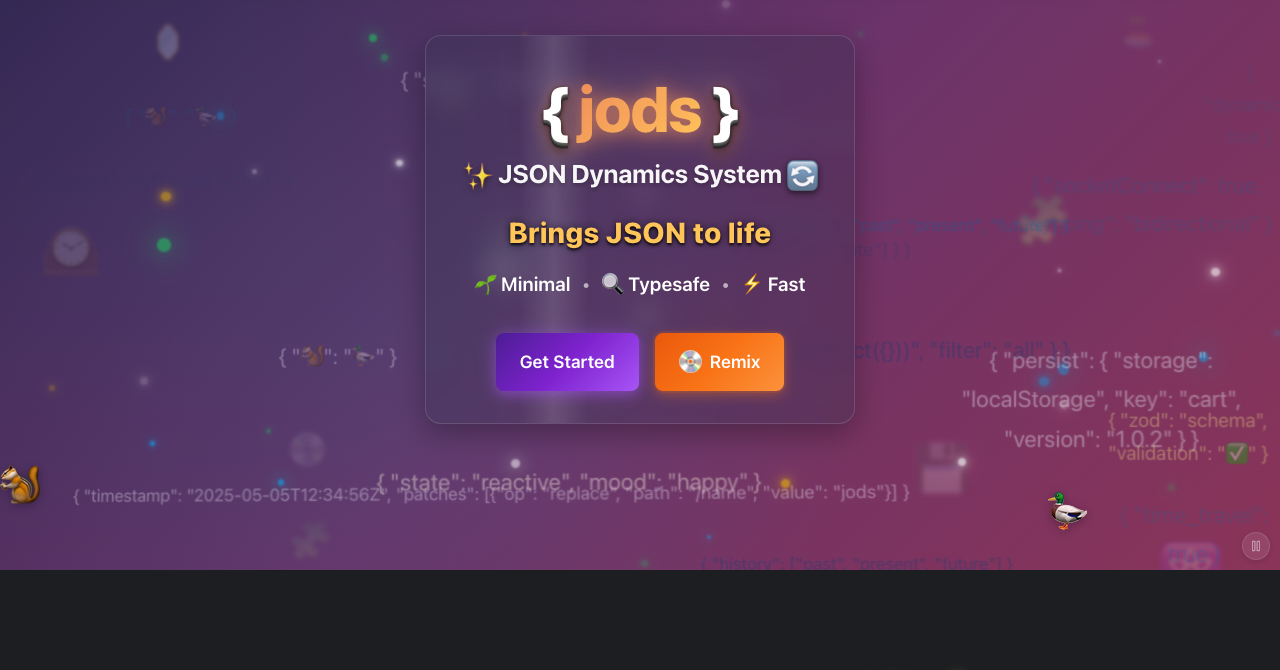 { jods }
✨ JSON Dynamics System 🔄
Brings JSON to life
🌱 Minimal • 🔍 Typesafe • ⚡ Fast
Get Started
💿 Remix
{ "🐿️": "🦆" }
{ "persist": { "storage":
"localStorage", "key": "cart",
"version": "1.0.2" } }
{ "zod": "schema",
"validation": "✅" }
{ "state": "reactive", "mood": "happy" }
{ "timestamp": "2025-05-05T12:34:56Z", "patches": [{"op": "replace", "path": "/name", "value": "jods"}] }
{ "history": ["past", "present", "future"] }
"filter": "all" }